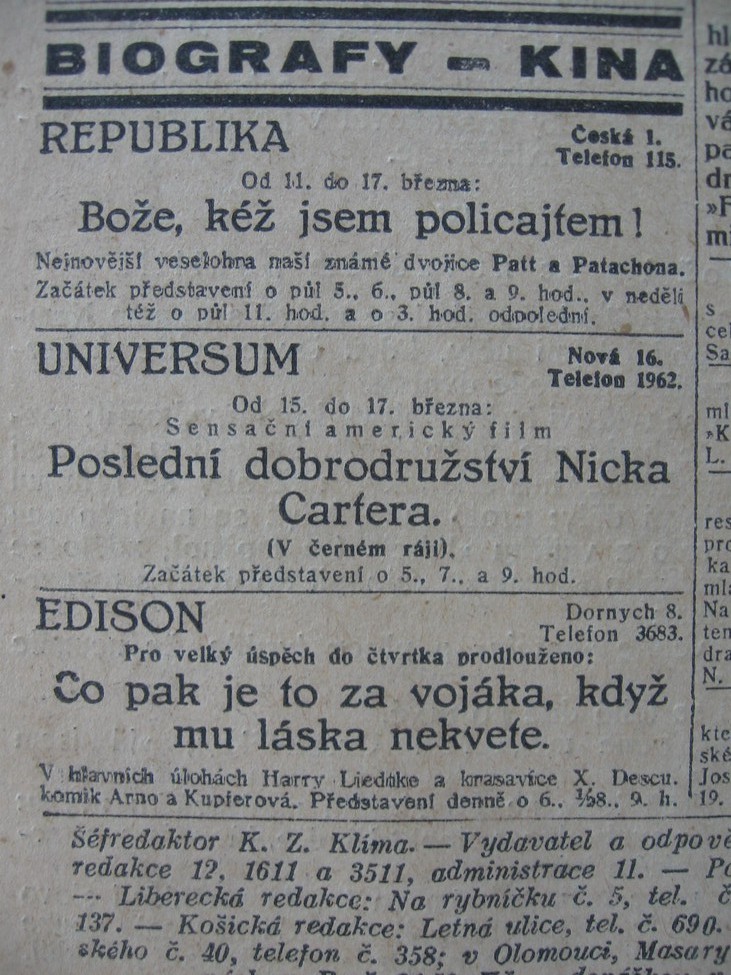 BIOGRAFY - KINA
REPUBLIKA
Česká 1.
Telefon 115.
Od 11. do 17. března:
Bože, kéž jsem policajtem!
Nejnovější veselohra naší známé dvojice Patt a Patachona.
Začátek představení o půl 5., 6., půl 8. a 9. hod., v neděli
též o půl 11. hod. a o 3. hod. odpolední.
UNIVERSUM
Nová 16.
Telefon 1962.
Od 15. do 17. března:
Sensační americký film
Poslední dobrodružství Nicka
Cartera.
(V černém ráji).
Začátek představení o 5., 7., a 9. hod.
EDISON
Dornych 8.
Telefon 3683.
Pro velký úspěch do čtvrtka prodlouženo:
Co pak je to za vojáka, když
mu láska nekvete.
V hlavních úlohách Harry Liedtke a krasavice X. Descu.
komik Arno a Kupferová. Představení denně o 6., ½8., 9. h.
Šéfredaktor K. Z. Klíma. — Vydavatel a
redakce 12, 1611 a 3511, administrace 11. —
— Liberecká redakce: Na rybníčku č. 5, tel. č
137. — Košická redakce: Letná ulice, tel. č. 690.
ského č. 40, telefon č. 358; v Olomouci,